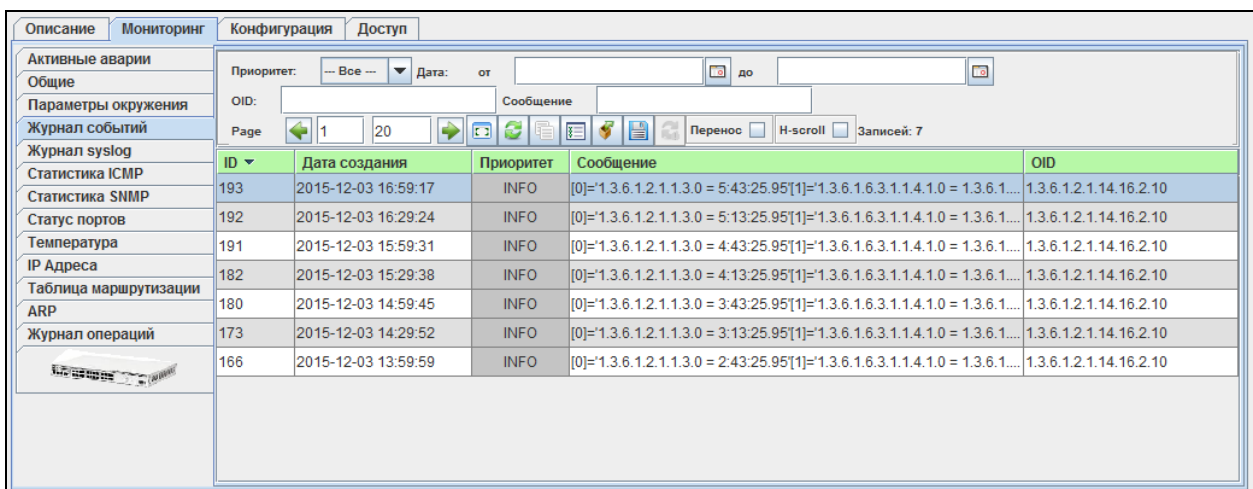 Описание Мониторинг Конфигурация Доступ
Активные аварии
Общие
Параметры окружения
Журнал событий
Журнал syslog
Статистика ICMP
Статистика SNMP
Статус портов
Температура
IP Адреса
Таблица маршрутизации
ARP
Журнал операций
Приоритет: --- Все --- Дата: от до
OID: Сообщение
Page 1 20 Перенос H-scroll Записей: 7
ID Дата создания Приоритет Сообщение OID
193 2015-12-03 16:59:17 INFO [0]='1.3.6.1.2.1.1.3.0 = 5:43:25.95'[1]='1.3.6.1.6.3.1.1.4.1.0 = 1.3.6.1.... 1.3.6.1.2.1.14.16.2.10
192 2015-12-03 16:29:24 INFO [0]='1.3.6.1.2.1.1.3.0 = 5:13:25.95'[1]='1.3.6.1.6.3.1.1.4.1.0 = 1.3.6.1.... 1.3.6.1.2.1.14.16.2.10
191 2015-12-03 15:59:31 INFO [0]='1.3.6.1.2.1.1.3.0 = 4:43:25.95'[1]='1.3.6.1.6.3.1.1.4.1.0 = 1.3.6.1.... 1.3.6.1.2.1.14.16.2.10
182 2015-12-03 15:29:38 INFO [0]='1.3.6.1.2.1.1.3.0 = 4:13:25.95'[1]='1.3.6.1.6.3.1.1.4.1.0 = 1.3.6.1.... 1.3.6.1.2.1.14.16.2.10
180 2015-12-03 14:59:45 INFO [0]='1.3.6.1.2.1.1.3.0 = 3:43:25.95'[1]='1.3.6.1.6.3.1.1.4.1.0 = 1.3.6.1.... 1.3.6.1.2.1.14.16.2.10
173 2015-12-03 14:29:52 INFO [0]='1.3.6.1.2.1.1.3.0 = 3:13:25.95'[1]='1.3.6.1.6.3.1.1.4.1.0 = 1.3.6.1.... 1.3.6.1.2.1.14.16.2.10
166 2015-12-03 13:59:59 INFO [0]='1.3.6.1.2.1.1.3.0 = 2:43:25.95'[1]='1.3.6.1.6.3.1.1.4.1.0 = 1.3.6.1.... 1.3.6.1.2.1.14.16.2.10